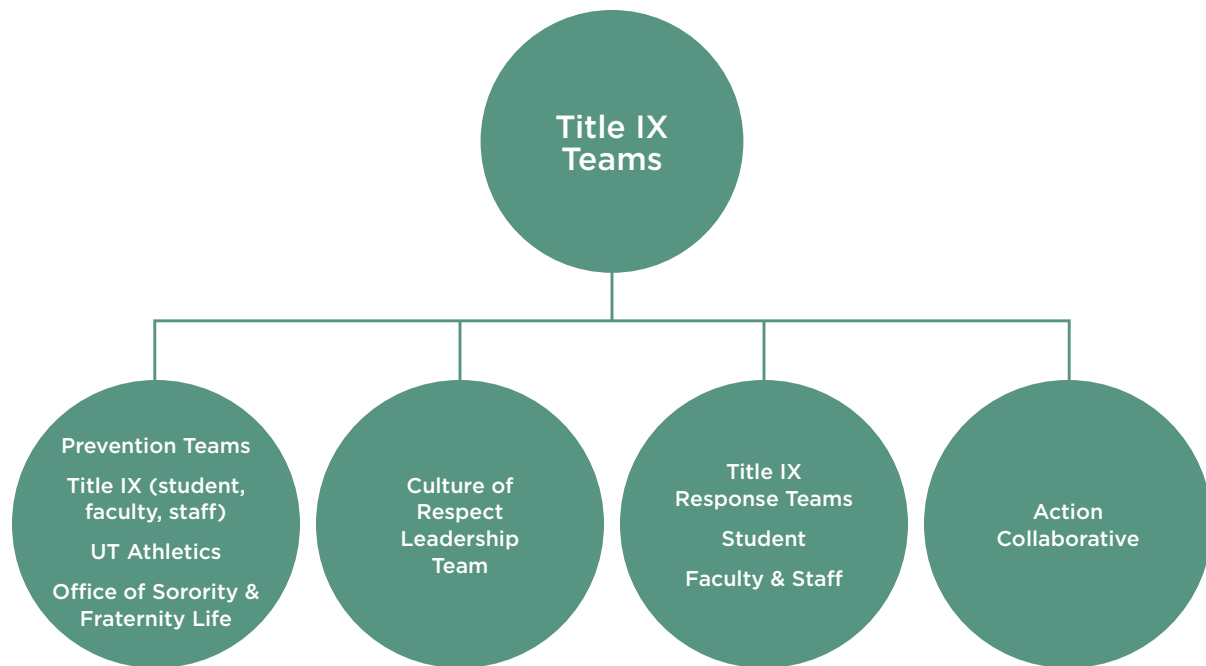 Title IX
Teams
Prevention Teams
Title IX (student,
faculty, staff)
UT Athletics
Office of Sorority &
Fraternity Life
Culture of
Respect
Leadership
Team
Title IX
Response Teams
Student
Faculty & Staff
Action
Collaborative